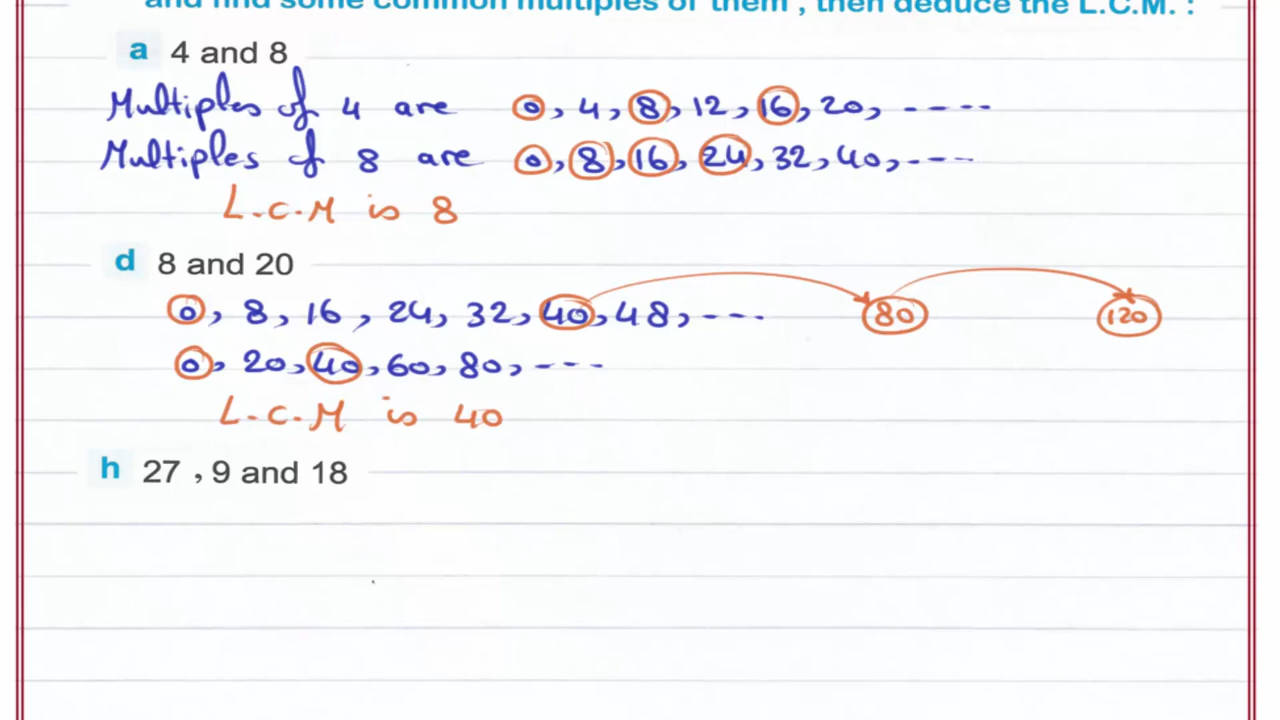 and find some common multiples of them , then deduce the L.C.M. :
a 4 and 8
Multiples of 4 are 0, 4, 8, 12, 16, 20, ----
Multiples of 8 are 0, 8, 16, 24, 32, 40, ---
L.C.M is 8
d 8 and 20
0, 8, 16, 24, 32, 40, 48, --- 80 120
0, 20, 40, 60, 80, ---
L.C.M is 40
h 27 , 9 and 18